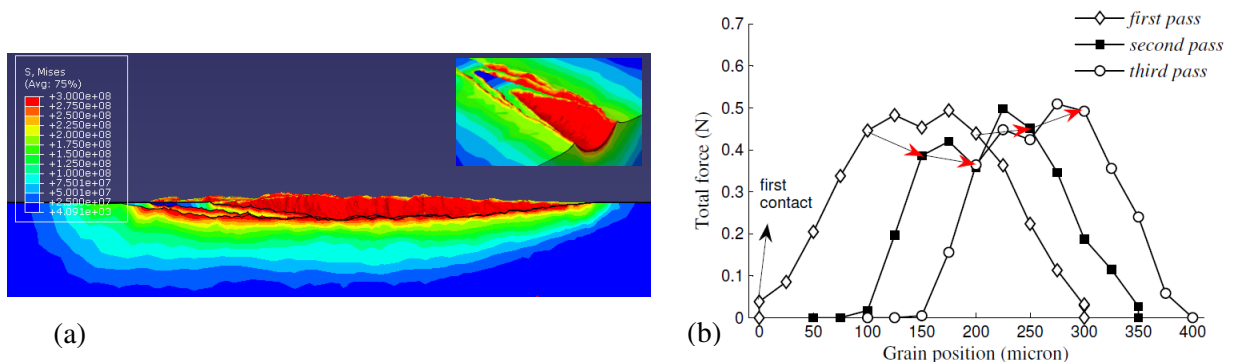 S, Mises
(Avg: 75%)
+3.000e+08
+2.750e+08
+2.500e+08
+2.250e+08
+2.000e+08
+1.750e+08
+1.500e+08
+1.250e+08
+1.000e+08
+7.501e+07
+5.001e+07
+2.500e+07
+4.091e+03
(a)
first pass
second pass
third pass
0.7
0.6
0.5
0.4
0.3
0.2
0.1
0
Total force (N)
first
contact
0
50
100
150
200
250
300
350
400
Grain position (micron)
(b)